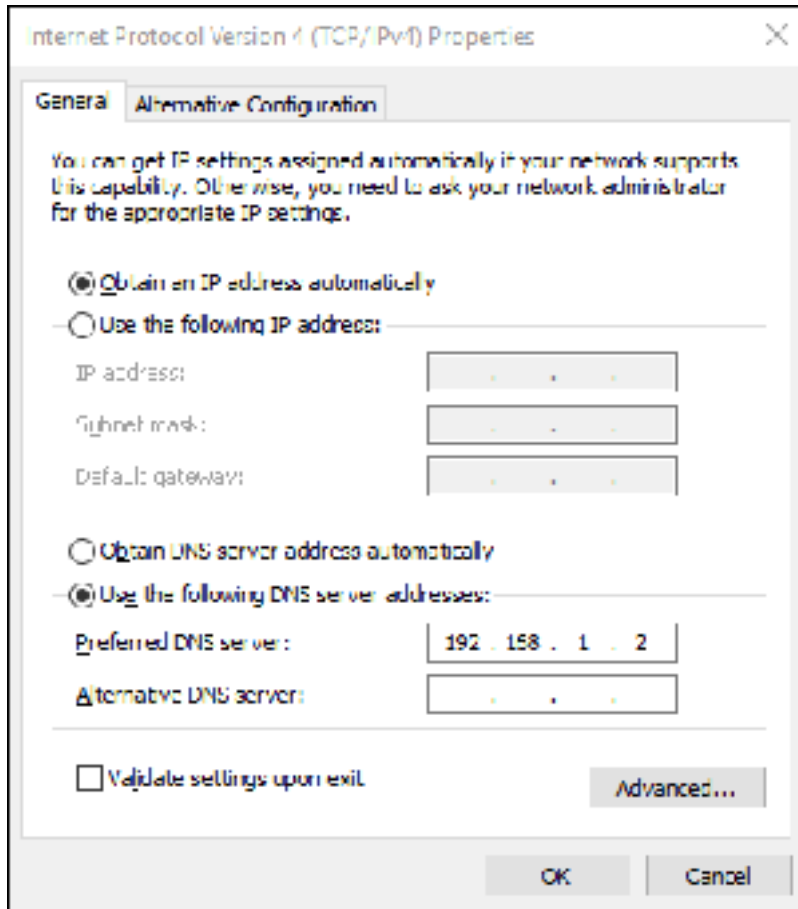 Internet Protocol Version 4 (TCP/IPv4) Properties
General
Alternative Configuration
You can get IP settings assigned automatically if your network supports
this capability. Otherwise, you need to ask your network administrator
for the appropriate IP settings.
Obtain an IP address automatically
Use the following IP address:
IP address:
Subnet mask:
Default gateway:
Obtain DNS server address automatically
Use the following DNS server addresses:
Preferred DNS server:
192 . 168 . 1 . 2
Alternative DNS server:
Validate settings upon exit
Advanced...
OK
Cancel